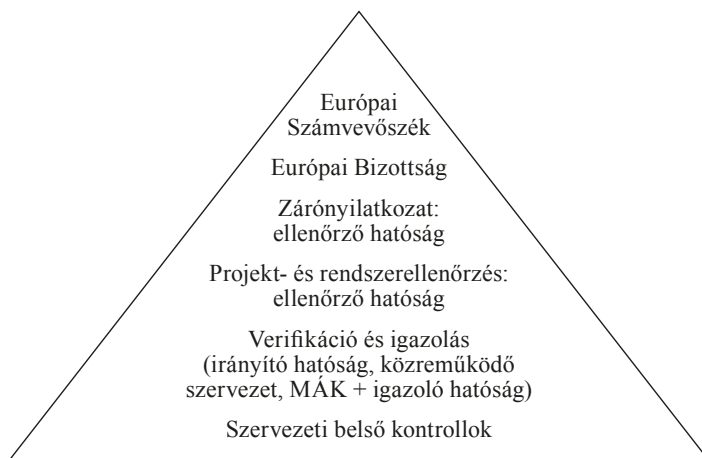 Európai
Számvevőszék
Európai Bizottság
Zárónyilatkozat:
ellenőrző hatóság
Projekt- és rendszerellenőrzés:
ellenőrző hatóság
Verifikáció és igazolás
(irányító hatóság, közreműködő
szervezet, MÁK + igazoló hatóság)
Szervezeti belső kontrollok